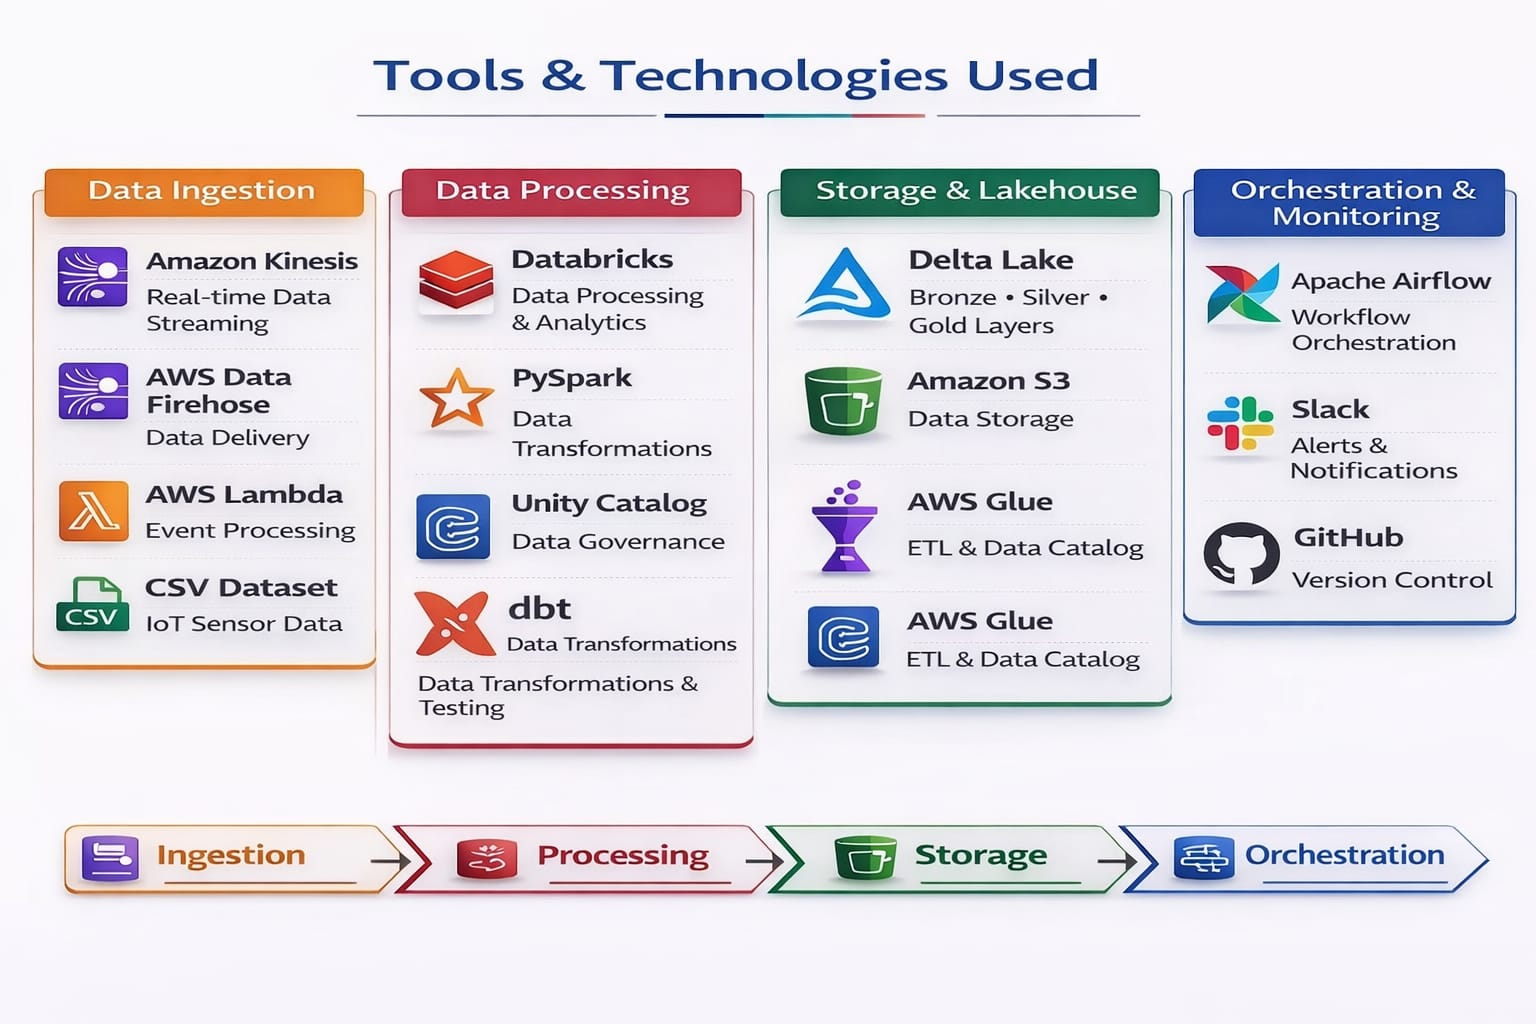 Tools & Technologies Used
Data Ingestion
Amazon Kinesis
Real-time Data
Streaming
AWS Data
Firehose
Data Delivery
AWS Lambda
Event Processing
CSV
CSV Dataset
IoT Sensor Data
Data Processing
Databricks
Data Processing
& Analytics
PySpark
Data
Transformations
Unity Catalog
Data Governance
dbt
Data Transformations
Data Transformations &
Testing
Storage & Lakehouse
Delta Lake
Bronze • Silver •
Gold Layers
Amazon S3
Data Storage
AWS Glue
ETL & Data Catalog
AWS Glue
ETL & Data Catalog
Orchestration &
Monitoring
Apache Airflow
Workflow
Orchestration
Slack
Alerts &
Notifications
GitHub
Version Control
Ingestion
Processing
Storage
Orchestration